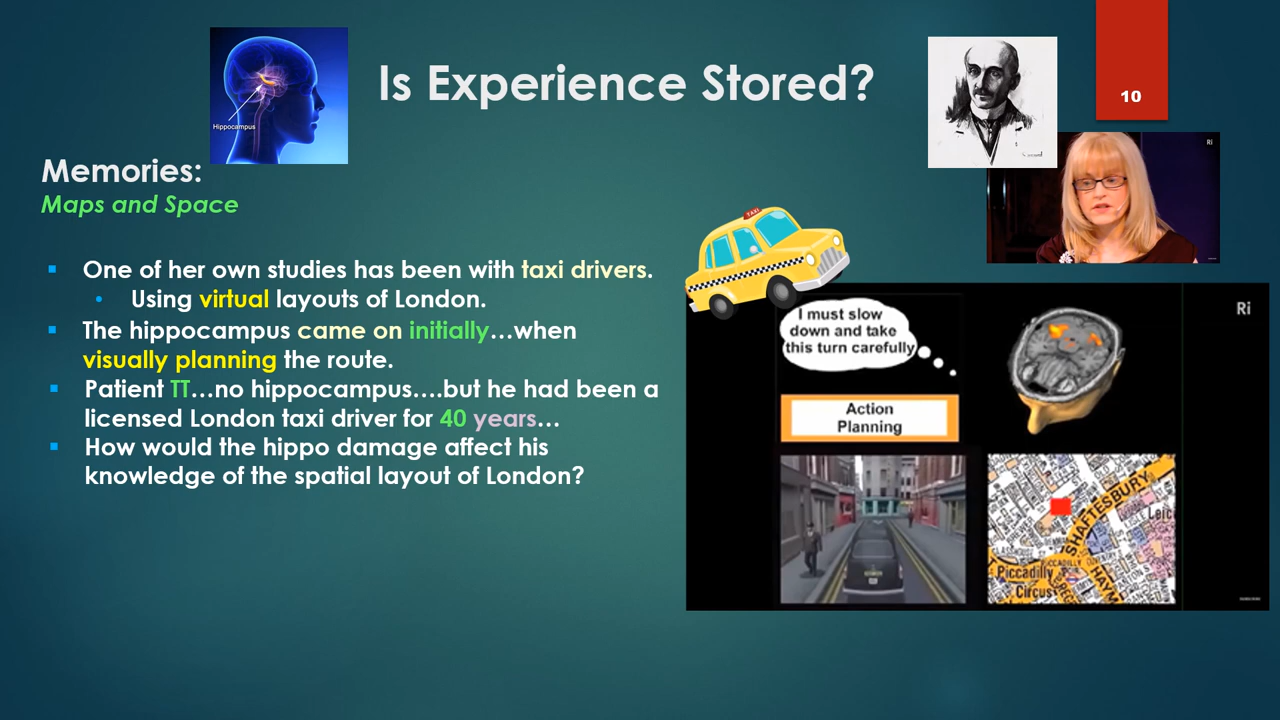 Is Experience Stored?
10
Hippocampus
Ri
Memories:
Maps and Space
One of her own studies has been with taxi drivers.
Using virtual layouts of London.
The hippocampus came on initially…when
visually planning the route.
Patient TT…no hippocampus….but he had been a
licensed London taxi driver for 40 years…
How would the hippo damage affect his
knowledge of the spatial layout of London?
TAXI
I must slow
down and take
this turn carefully
Ri
Action
Planning
SHAFTESBURY
Leic
Piccadilly
Circus
HAYM